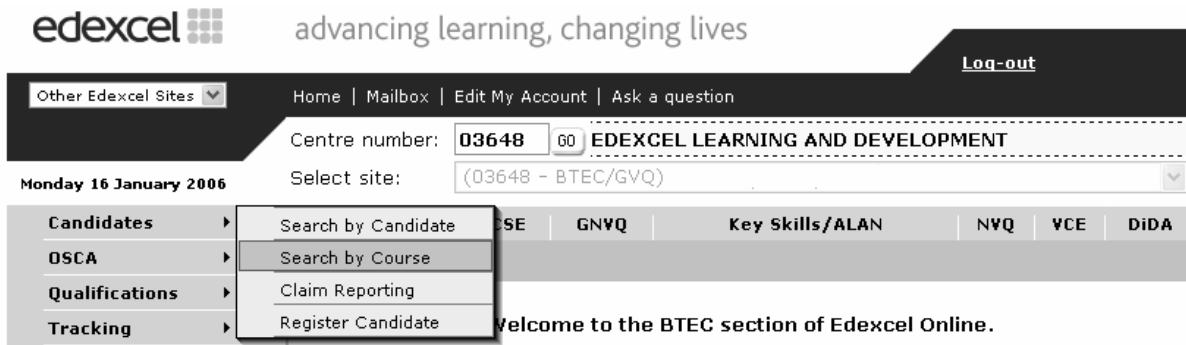 edexcel advancing learning, changing lives
Log-out
Other Edexcel Sites Home | Mailbox | Edit My Account | Ask a question
Centre number: 03648 GO EDEXCEL LEARNING AND DEVELOPMENT
Monday 16 January 2006 Select site: (03648 - BTEC/GVQ)
Candidates Search by Candidate CSE GNVQ Key Skills/ALAN NVQ VCE DiDA
OSCA Search by Course
Qualifications Claim Reporting
Tracking Register Candidate Welcome to the BTEC section of Edexcel Online.